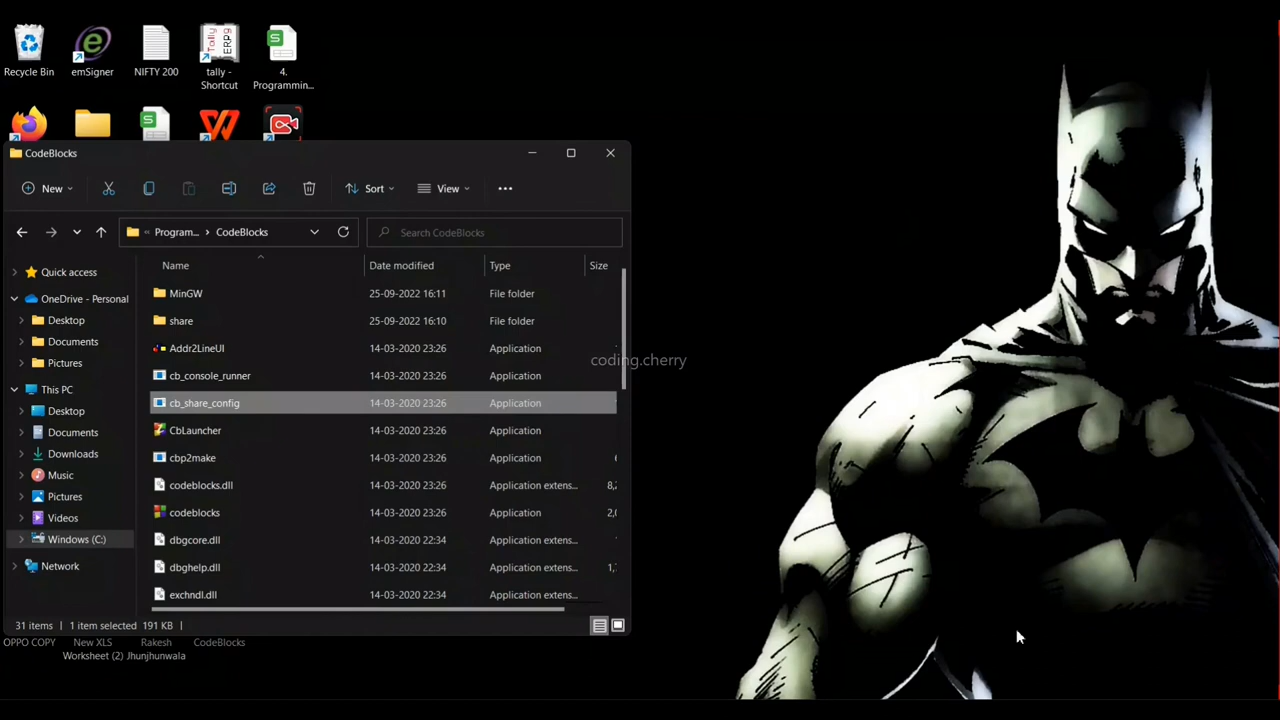 Recycle Bin
emSigner
NIFTY 200
tally -
Shortcut
4.
Programmin...
CodeBlocks
New
Sort
View
Program... > CodeBlocks
Search CodeBlocks
Name Date modified Type Size
Quick access
OneDrive - Personal
Desktop
Documents
Pictures
This PC
Desktop
Documents
Downloads
Music
Pictures
Videos
Windows (C:)
Network
MinGW 25-09-2022 16:11 File folder
share 25-09-2022 16:10 File folder
Addr2LineUI 14-03-2020 23:26 Application
cb_console_runner 14-03-2020 23:26 Application
cb_share_config 14-03-2020 23:26 Application
CbLauncher 14-03-2020 23:26 Application
cbp2make 14-03-2020 23:26 Application
codeblocks.dll 14-03-2020 23:26 Application extens... 8,
codeblocks 14-03-2020 23:26 Application 2,
dbgcore.dll 14-03-2020 22:34 Application extens...
dbghelp.dll 14-03-2020 22:34 Application extens... 1,
exchndl.dll 14-03-2020 22:34 Application extens...
31 items 1 item selected 191 KB
OPPO COPY
New XLS
Worksheet (2)
Rakesh
Jhunjhunwala
CodeBlocks
coding.cherry